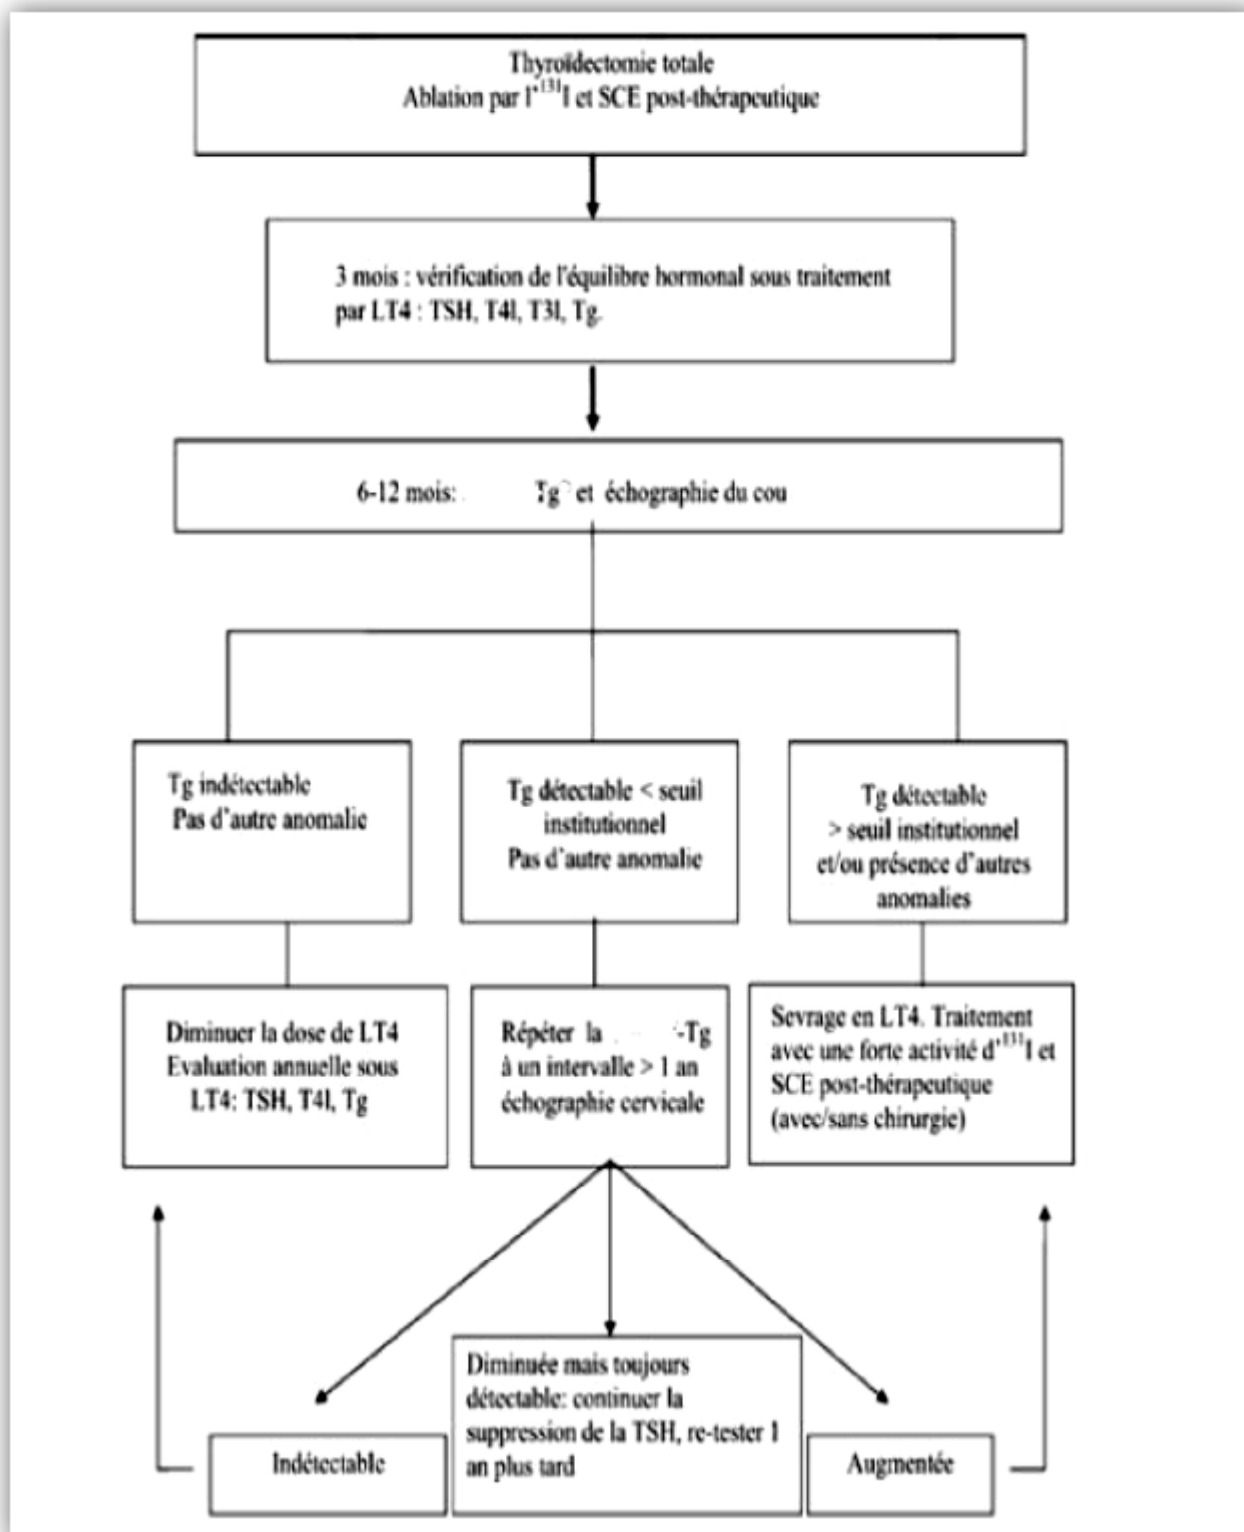 Thyroïdectomie totale
Ablation par l'¹³¹I et SCE post-thérapeutique
3 mois : vérification de l'équilibre hormonal sous traitement
par LT4 : TSH, T4l, T3l, Tg.
6-12 mois: Tg et échographie du cou
Tg indétectable
Pas d'autre anomalie
Tg détectable < seuil
institutionnel
Pas d'autre anomalie
Tg détectable
> seuil institutionnel
et/ou présence d'autres
anomalies
Diminuer la dose de LT4
Evaluation annuelle sous
LT4: TSH, T4l, Tg
Répéter la -Tg
à un intervalle > 1 an
échographie cervicale
Sevrage en LT4. Traitement
avec une forte activité d'¹³¹I et
SCE post-thérapeutique
(avec/sans chirurgie)
Indétectable
Diminuée mais toujours
détectable: continuer la
suppression de la TSH, re-tester 1
an plus tard
Augmentée